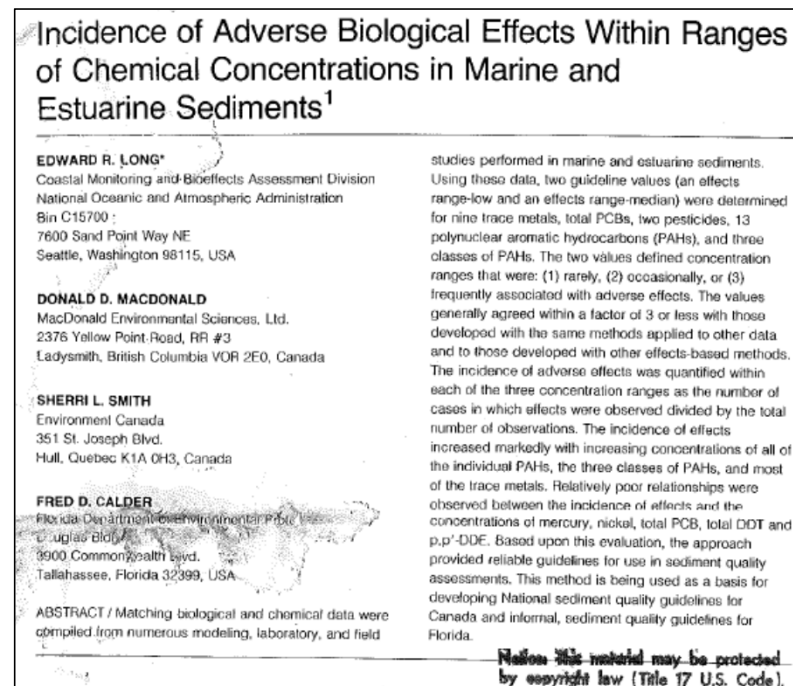 Incidence of Adverse Biological Effects Within Ranges
of Chemical Concentrations in Marine and
Estuarine Sediments¹
EDWARD R. LONG*
Coastal Monitoring and Bioeffects Assessment Division
National Oceanic and Atmospheric Administration
Bin C15700
7600 Sand Point Way NE
Seattle, Washington 98115, USA
DONALD D. MACDONALD
MacDonald Environmental Sciences, Ltd.
2376 Yellow Point Road, RR #3
Ladysmith, British Columbia VOR 2E0, Canada
SHERRI L. SMITH
Environment Canada
351 St. Joseph Blvd.
Hull, Quebec K1A 0H3, Canada
FRED D. CALDER
Florida Department of Environmental
3900 Commonwealth Blvd.
Tallahassee, Florida 32399, USA
ABSTRACT / Matching biological and chemical data were
compiled from numerous modeling, laboratory, and field
studies performed in marine and estuarine sediments.
Using these data, two guideline values (an effects
range-low and an effects range-median) were determined
for nine trace metals, total PCBs, two pesticides, 13
polynuclear aromatic hydrocarbons (PAHs), and three
classes of PAHs. The two values defined concentration
ranges that were: (1) rarely, (2) occasionally, or (3)
frequently associated with adverse effects. The values
generally agreed within a factor of 3 or less with those
developed with the same methods applied to other data
and to those developed with other effects-based methods.
The incidence of adverse effects was quantified within
each of the three concentration ranges as the number of
cases in which effects were observed divided by the total
number of observations. The incidence of effects
increased markedly with increasing concentrations of all of
the individual PAHs, the three classes of PAHs, and most
of the trace metals. Relatively poor relationships were
observed between the incidence of effects and the
concentrations of mercury, nickel, total PCB, total DDT and
p,p'-DDE. Based upon this evaluation, the approach
provided reliable guidelines for use in sediment quality
assessments. This method is being used as a basis for
developing National sediment quality guidelines for
Canada and informal, sediment quality guidelines for
Florida.
Notice: this material may be protected
by copyright law (Title 17 U.S. Code).